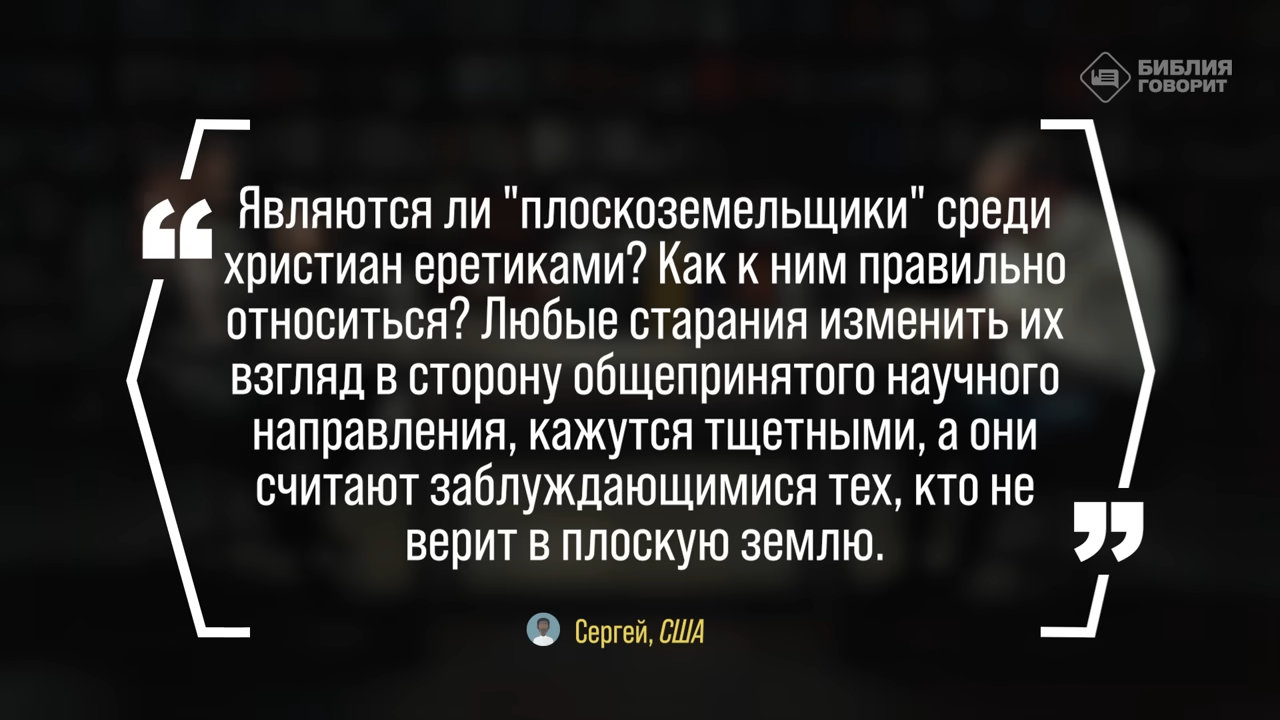 БИБЛИЯ
ГОВОРИТ
Являются ли "плоскоземельщики" среди
христиан еретиками? Как к ним правильно
относиться? Любые старания изменить их
взгляд в сторону общепринятого научного
направления, кажутся тщетными, а они
считают заблуждающимися тех, кто не
верит в плоскую землю.
Сергей, США